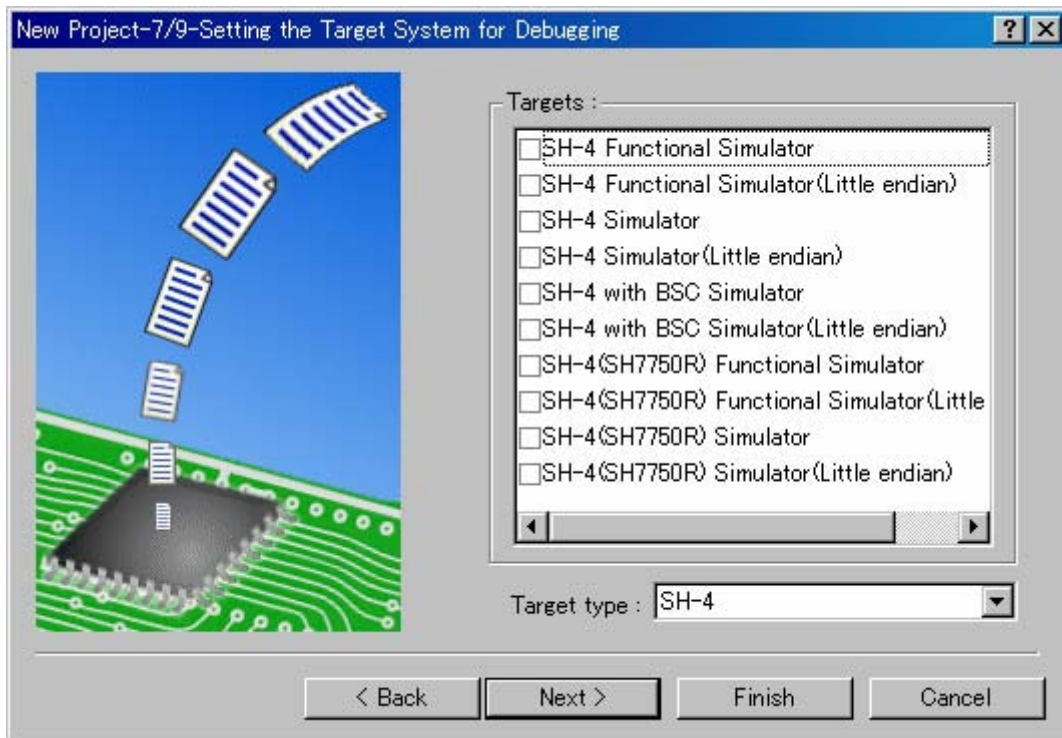 New Project-7/9-Setting the Target System for Debugging
Targets :
SH-4 Functional Simulator
SH-4 Functional Simulator(Little endian)
SH-4 Simulator
SH-4 Simulator(Little endian)
SH-4 with BSC Simulator
SH-4 with BSC Simulator(Little endian)
SH-4(SH7750R) Functional Simulator
SH-4(SH7750R) Functional Simulator(Little
SH-4(SH7750R) Simulator
SH-4(SH7750R) Simulator(Little endian)
Target type : SH-4
< Back Next > Finish Cancel